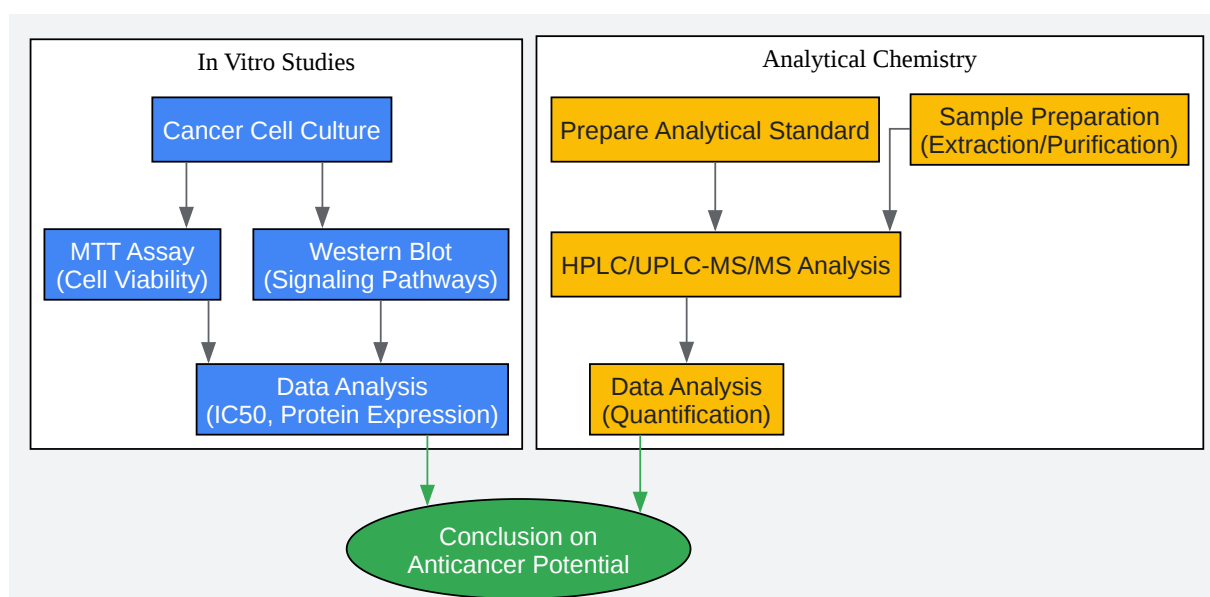 In Vitro Studies
Cancer Cell Culture
MTT Assay
(Cell Viability)
Western Blot
(Signaling Pathways)
Data Analysis
(IC50, Protein Expression)
Analytical Chemistry
Prepare Analytical Standard
Sample Preparation
(Extraction/Purification)
HPLC/UPLC-MS/MS Analysis
Data Analysis
(Quantification)
Conclusion on
Anticancer Potential